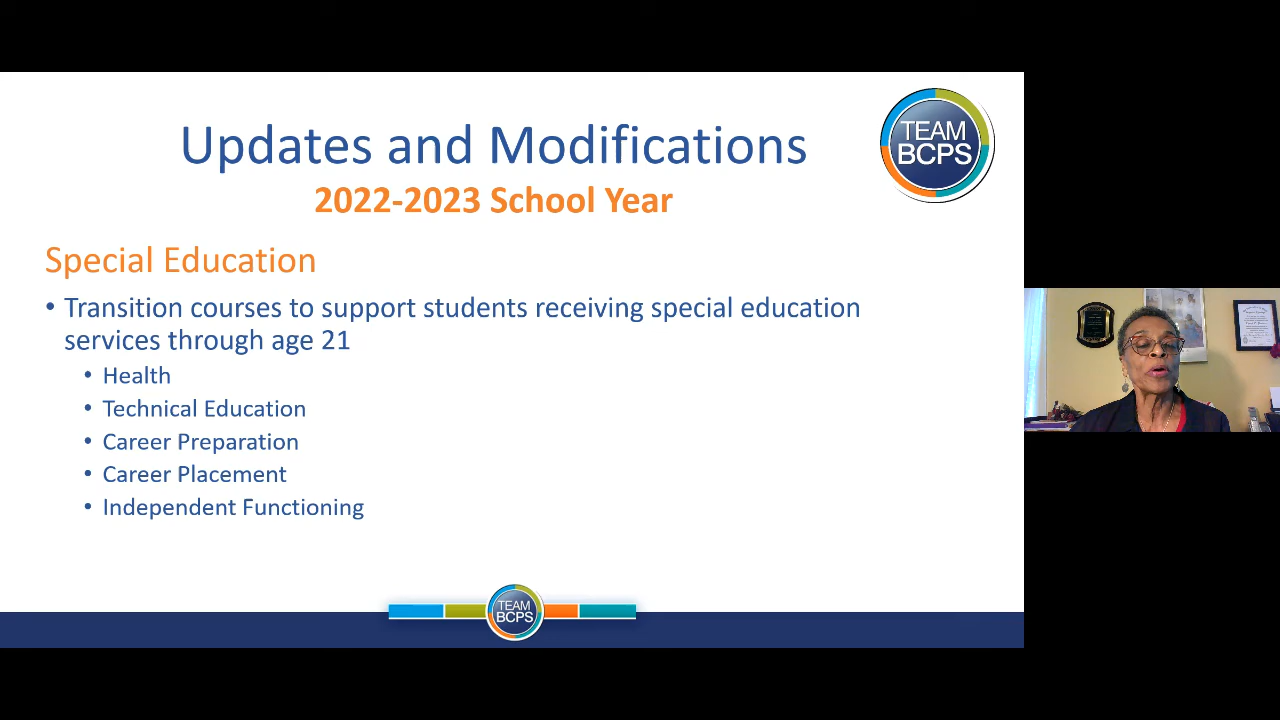 Updates and Modifications
2022-2023 School Year
TEAM
BCPS
Special Education
• Transition courses to support students receiving special education
services through age 21
• Health
• Technical Education
• Career Preparation
• Career Placement
• Independent Functioning
TEAM
BCPS